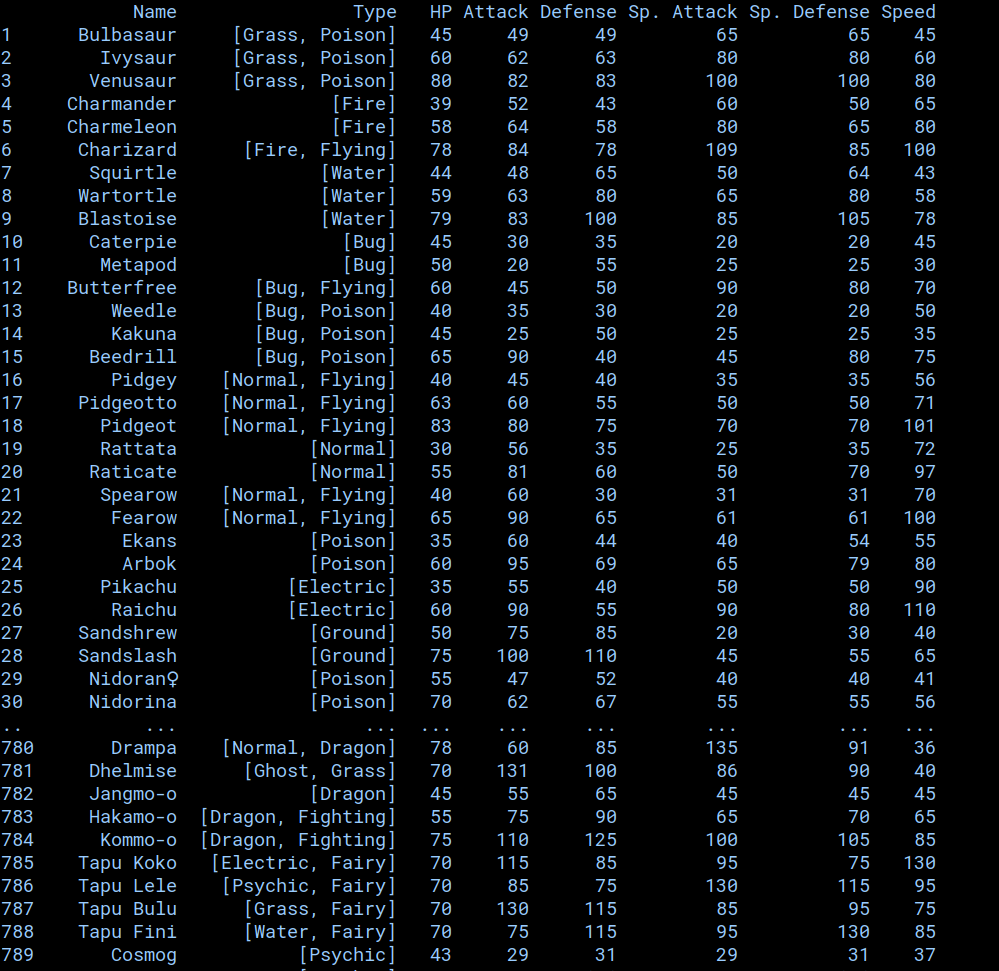 Name Type HP Attack Defense Sp. Attack Sp. Defense Speed
1 Bulbasaur [Grass, Poison] 45 49 49 65 65 45
2 Ivysaur [Grass, Poison] 60 62 63 80 80 60
3 Venusaur [Grass, Poison] 80 82 83 100 100 80
4 Charmander [Fire] 39 52 43 60 50 65
5 Charmeleon [Fire] 58 64 58 80 65 80
6 Charizard [Fire, Flying] 78 84 78 109 85 100
7 Squirtle [Water] 44 48 65 50 64 43
8 Wartortle [Water] 59 63 80 65 80 58
9 Blastoise [Water] 79 83 100 85 105 78
10 Caterpie [Bug] 45 30 35 20 20 45
11 Metapod [Bug] 50 20 55 25 25 30
12 Butterfree [Bug, Flying] 60 45 50 90 80 70
13 Weedle [Bug, Poison] 40 35 30 20 20 50
14 Kakuna [Bug, Poison] 45 25 50 25 25 35
15 Beedrill [Bug, Poison] 65 90 40 45 80 75
16 Pidgey [Normal, Flying] 40 45 40 35 35 56
17 Pidgeotto [Normal, Flying] 63 60 55 50 50 71
18 Pidgeot [Normal, Flying] 83 80 75 70 70 101
19 Rattata [Normal] 30 56 35 25 35 72
20 Raticate [Normal] 55 81 60 50 70 97
21 Spearow [Normal, Flying] 40 60 30 31 31 70
22 Fearow [Normal, Flying] 65 90 65 61 61 100
23 Ekans [Poison] 35 60 44 40 54 55
24 Arbok [Poison] 60 95 69 65 79 80
25 Pikachu [Electric] 35 55 40 50 50 90
26 Raichu [Electric] 60 90 55 90 80 110
27 Sandshrew [Ground] 50 75 85 20 30 40
28 Sandslash [Ground] 75 100 110 45 55 65
29 Nidoran♀ [Poison] 55 47 52 40 40 41
30 Nidorina [Poison] 70 62 67 55 55 56
.. ... ... ... ... ... ... ... ...
780 Drampa [Normal, Dragon] 78 60 85 135 91 36
781 Dhelmise [Ghost, Grass] 70 131 100 86 90 40
782 Jangmo-o [Dragon] 45 55 65 45 45 45
783 Hakamo-o [Dragon, Fighting] 55 75 90 65 70 65
784 Kommo-o [Dragon, Fighting] 75 110 125 100 105 85
785 Tapu Koko [Electric, Fairy] 70 115 85 95 75 130
786 Tapu Lele [Psychic, Fairy] 70 85 75 130 115 95
787 Tapu Bulu [Grass, Fairy] 70 130 115 85 95 75
788 Tapu Fini [Water, Fairy] 70 75 115 95 130 85
789 Cosmog [Psychic] 43 29 31 29 31 37